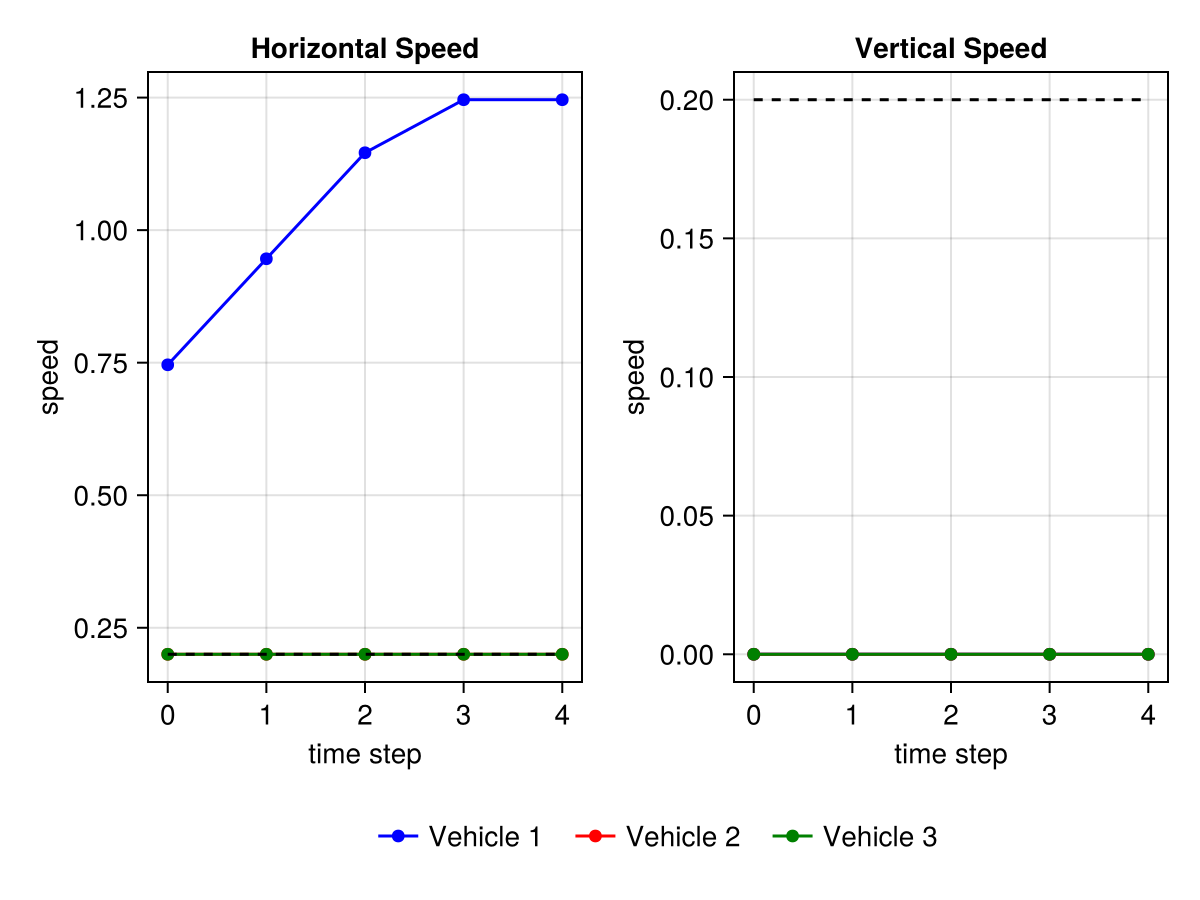 Horizontal Speed
1.25
1.00
0.75
0.50
0.25
speed
0 1 2 3 4
time step
Vertical Speed
0.20
0.15
0.10
0.05
0.00
speed
0 1 2 3 4
time step
Vehicle 1 Vehicle 2 Vehicle 3